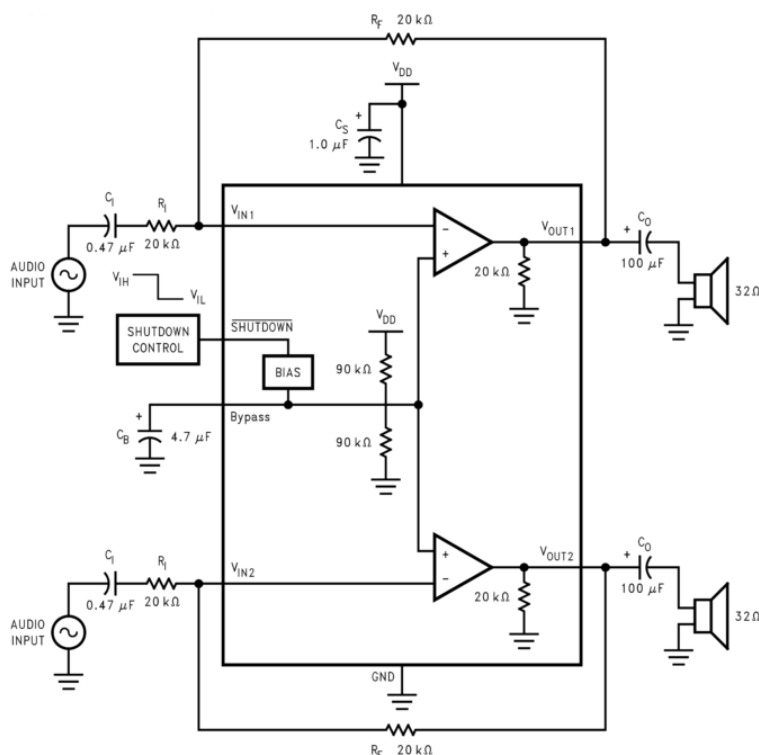 R_F 20 kΩ
V_DD
+
C_S
1.0 μF
C_I
R_I
0.47 μF
20 kΩ
V_IN1
-
+
V_OUT1
20 kΩ
+ C_O
100 μF
32Ω
AUDIO
INPUT
V_IH
V_IL
SHUTDOWN
CONTROL
SHUTDOWN
BIAS
V_DD
90 kΩ
90 kΩ
Bypass
+
C_B
4.7 μF
C_I
R_I
0.47 μF
20 kΩ
V_IN2
+
-
V_OUT2
20 kΩ
+ C_O
100 μF
32Ω
AUDIO
INPUT
GND
R_F 20 kΩ